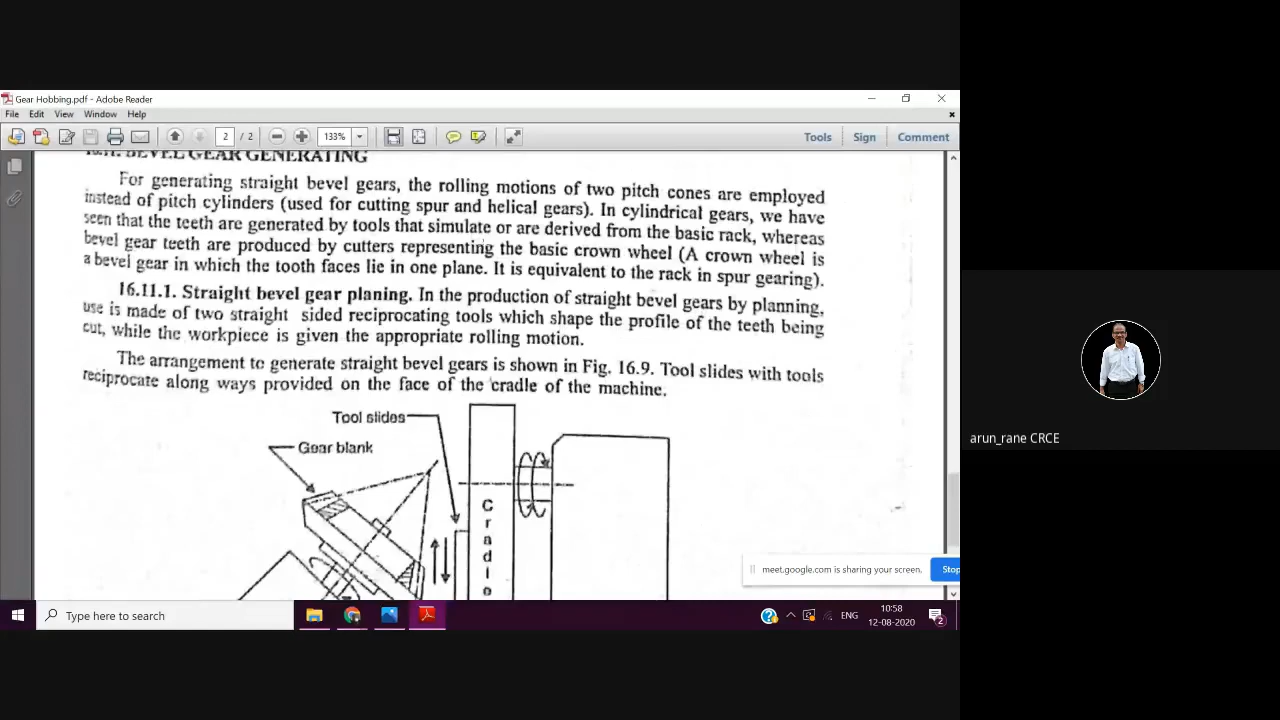 Gear Hobbing.pdf - Adobe Reader
File Edit View Window Help
2 / 2 133% Tools Sign Comment
BEVEL GEAR GENERATING
For generating straight bevel gears, the rolling motions of two pitch cones are employed
instead of pitch cylinders (used for cutting spur and helical gears). In cylindrical gears, we have
seen that the teeth are generated by tools that simulate or are derived from the basic rack, whereas
bevel gear teeth are produced by cutters representing the basic crown wheel (A crown wheel is
a bevel gear in which the tooth faces lie in one plane. It is equivalent to the rack in spur gearing).
16.11.1. Straight bevel gear planing. In the production of straight bevel gears by planning,
use is made of two straight sided reciprocating tools which shape the profile of the teeth being
cut, while the workpiece is given the appropriate rolling motion.
The arrangement to generate straight bevel gears is shown in Fig. 16.9. Tool slides with tools
reciprocate along ways provided on the face of the cradle of the machine.
Tool slides
Gear blank
Cradle
arun_rane CRCE
meet.google.com is sharing your screen.
Stop
Type here to search
ENG
10:58
12-08-2020
2